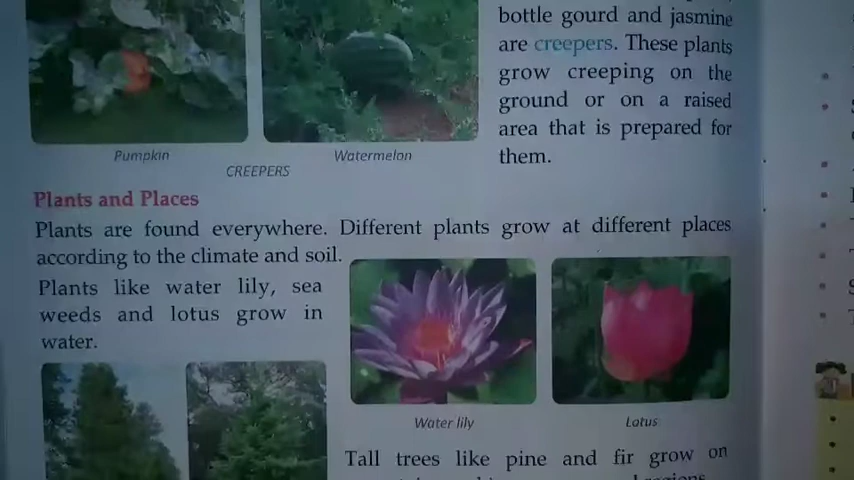 bottle gourd and jasmine
are creepers. These plants
grow creeping on the
ground or on a raised
area that is prepared for
them.
Pumpkin
Watermelon
CREEPERS
Plants and Places
Plants are found everywhere. Different plants grow at different places
according to the climate and soil.
Plants like water lily, sea
weeds and lotus grow in
water.
Water lily
Lotus
Tall trees like pine and fir grow on
regions